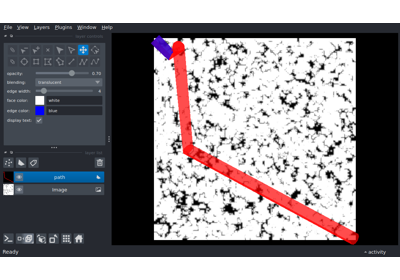 File View Layers Plugins Window Help
opacity: 0.70
blending: translucent
edge width:
face color: white
edge color: blue
display text:
path
Image
Ready activity